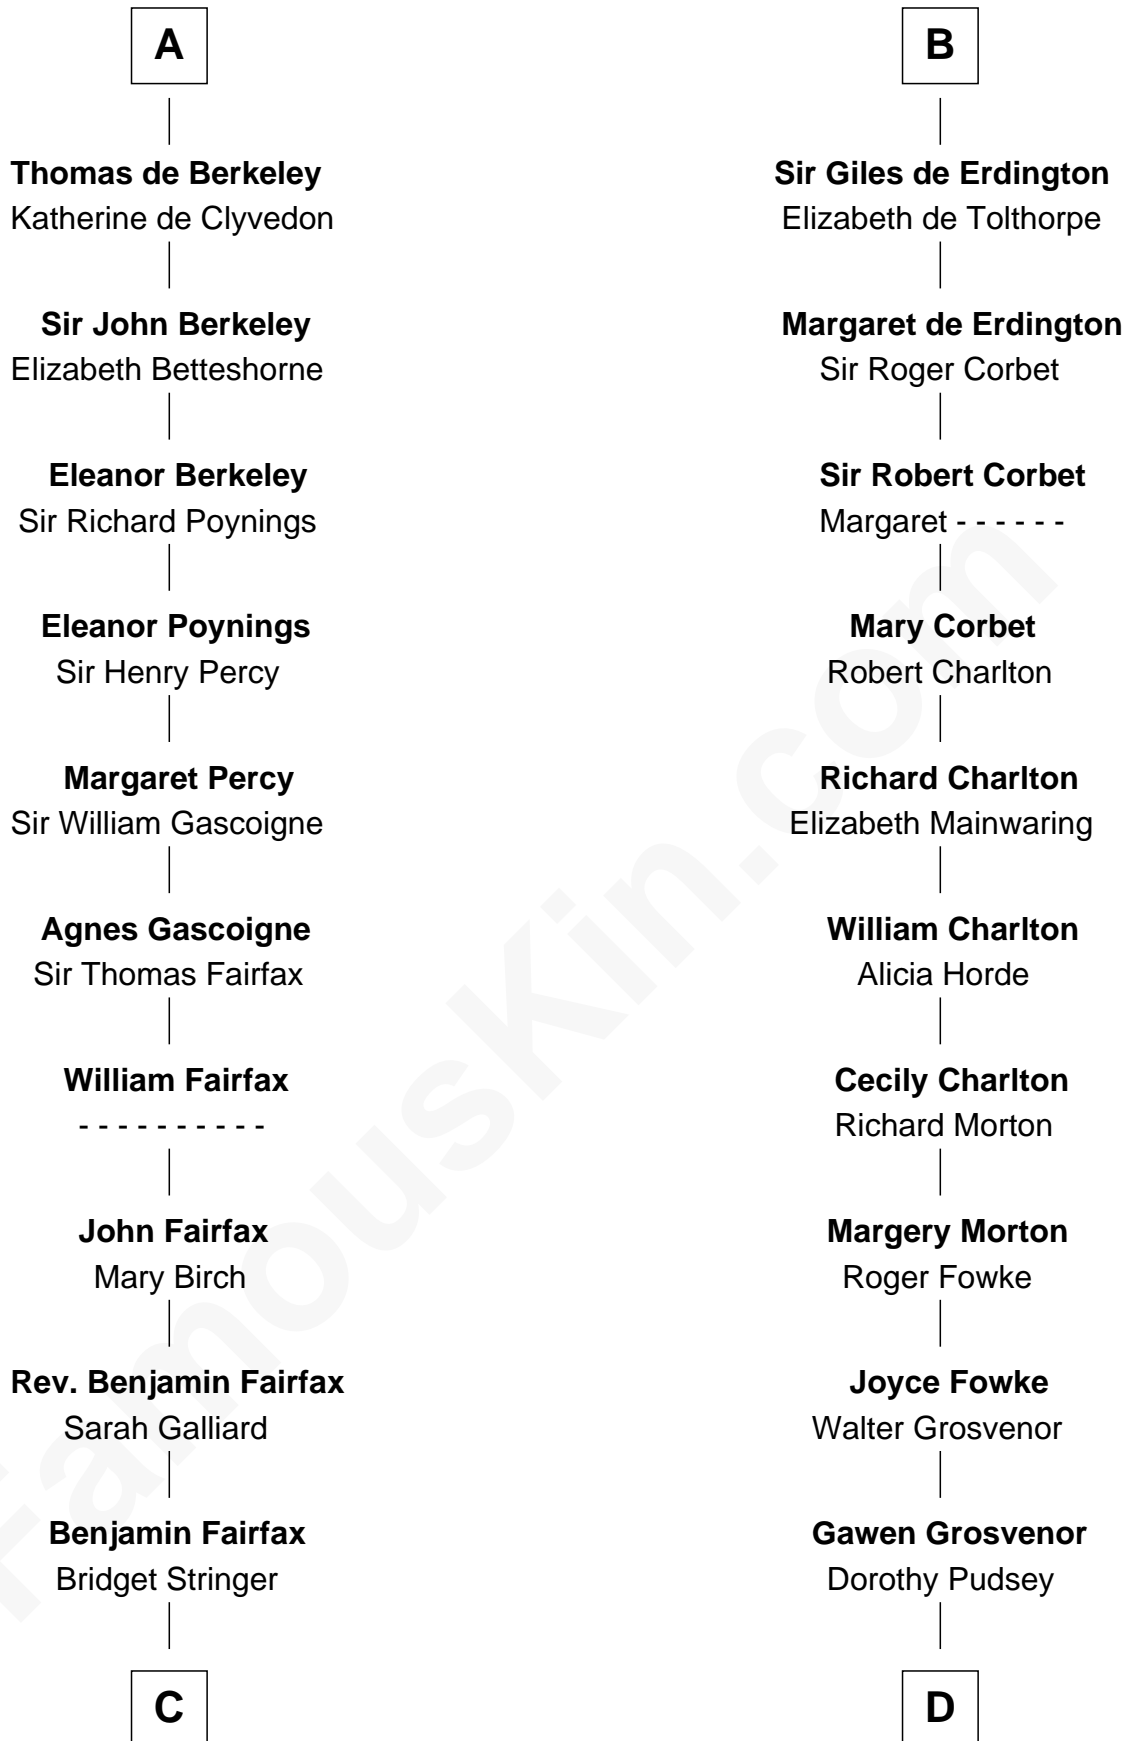 A
Thomas de Berkeley
Katherine de Clyvedon
Sir John Berkeley
Elizabeth Betteshorne
Eleanor Berkeley
Sir Richard Poynings
Eleanor Poynings
Sir Henry Percy
Margaret Percy
Sir William Gascoigne
Agnes Gascoigne
Sir Thomas Fairfax
William Fairfax
- - - - - - - - - -
John Fairfax
Mary Birch
Rev. Benjamin Fairfax
Sarah Galliard
Benjamin Fairfax
Bridget Stringer
C
B
Sir Giles de Erdington
Elizabeth de Tolthorpe
Margaret de Erdington
Sir Roger Corbet
Sir Robert Corbet
Margaret - - - - - -
Mary Corbet
Robert Charlton
Richard Charlton
Elizabeth Mainwaring
William Charlton
Alicia Horde
Cecily Charlton
Richard Morton
Margery Morton
Roger Fowke
Joyce Fowke
Walter Grosvenor
Gawen Grosvenor
Dorothy Pudsey
D
FamousKin.com